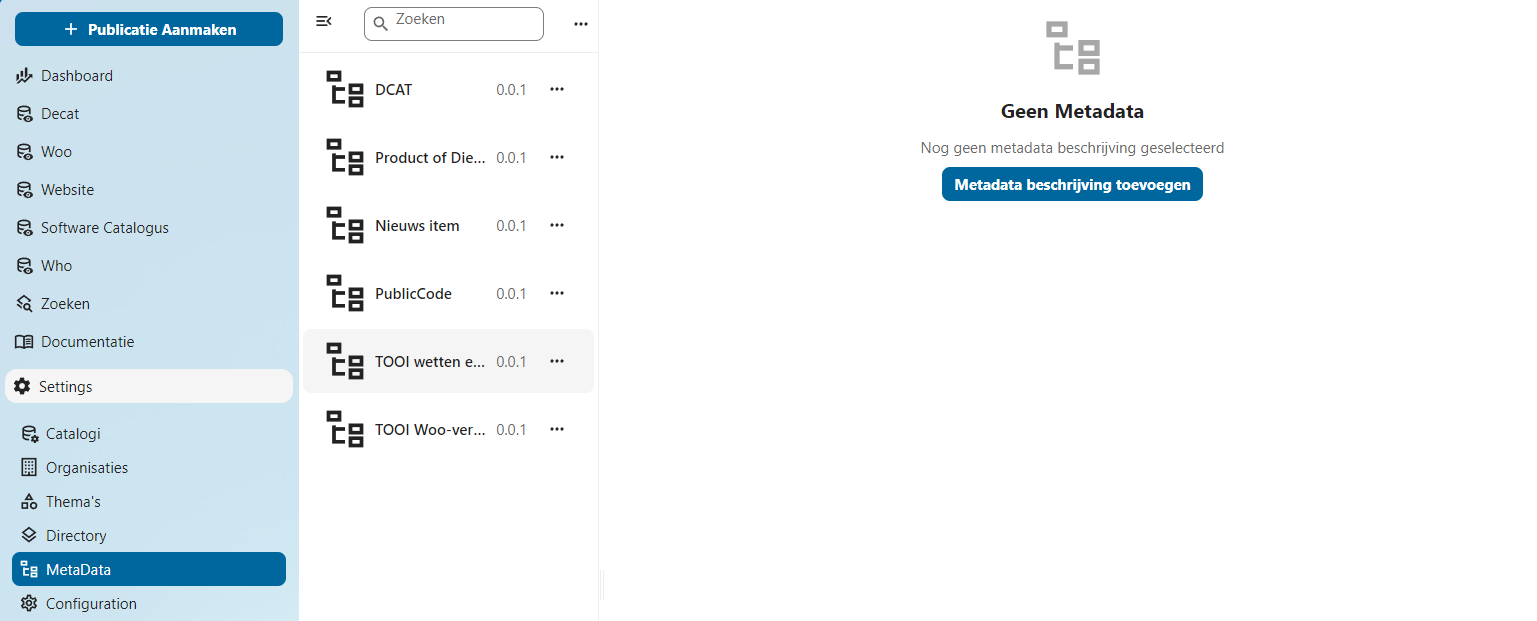 Publicatie Aanmaken
Dashboard
Decat
Woo
Website
Software Catalogus
Who
Zoeken
Documentatie
Settings
Catalogi
Organisaties
Thema's
Directory
MetaData
Configuration
Zoeken
DCAT 0.0.1
Product of Die... 0.0.1
Nieuws item 0.0.1
PublicCode 0.0.1
TOOI wetten e... 0.0.1
TOOI Woo-ver... 0.0.1
Geen Metadata
Nog geen metadata beschrijving geselecteerd
Metadata beschrijving toevoegen